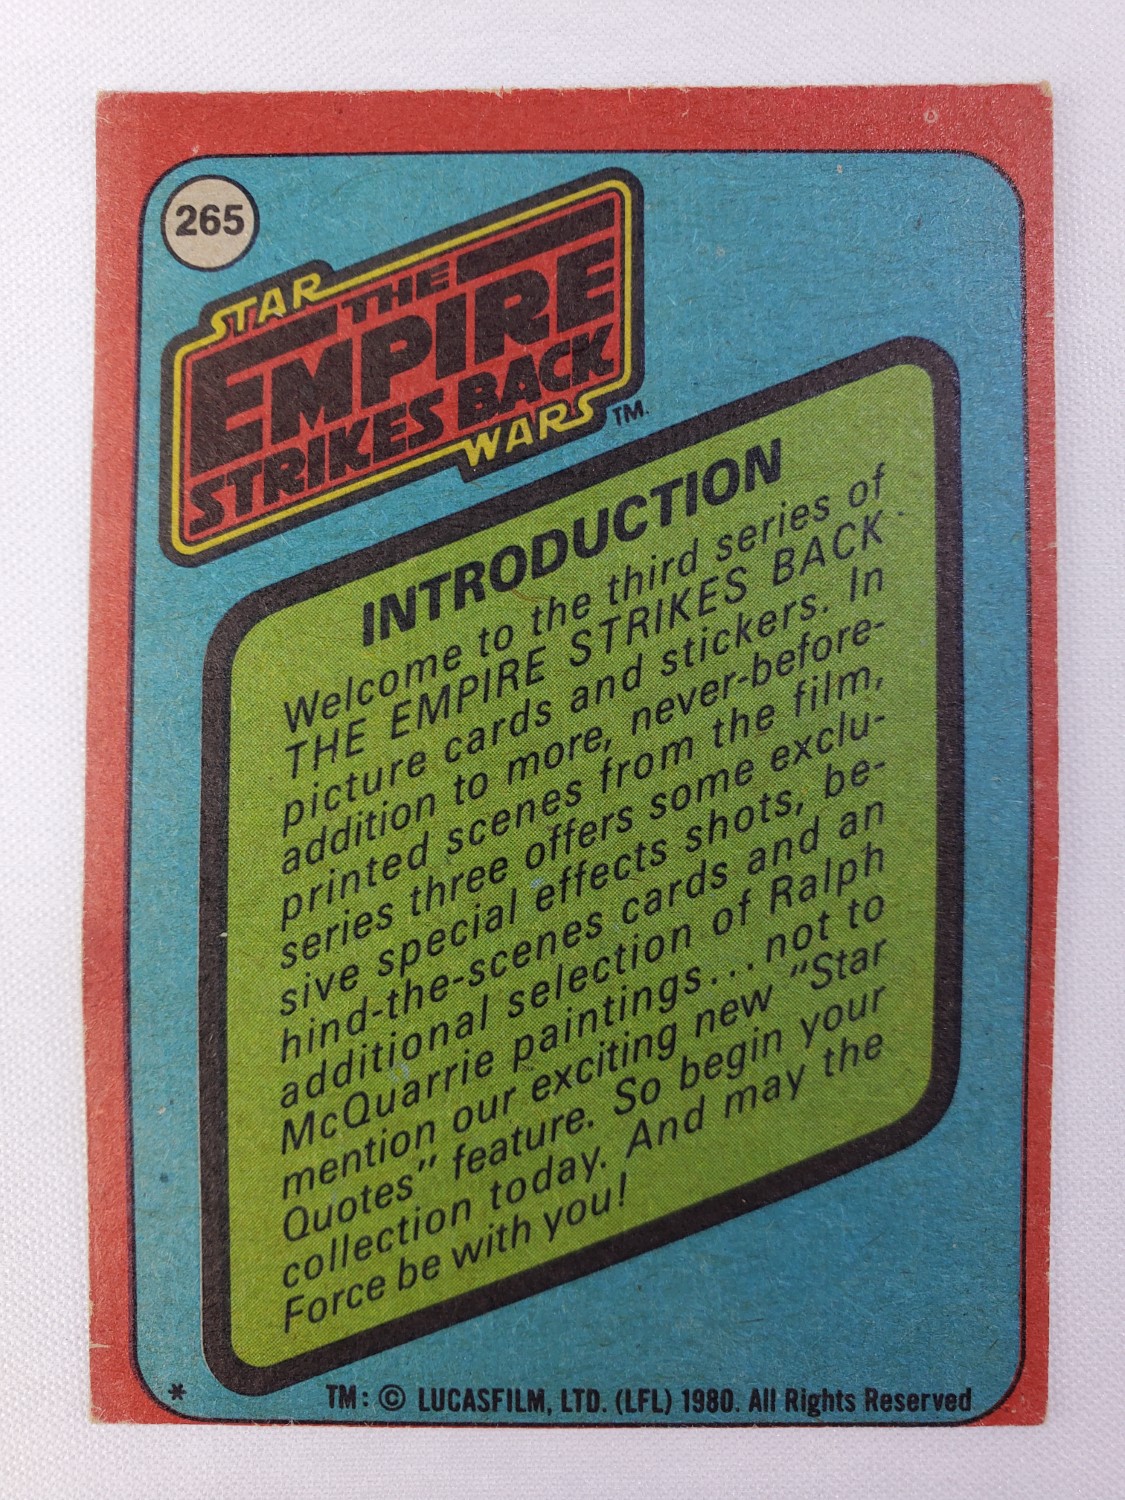 265
STAR
THE
EMPIRE
STRIKES BACK
WARS TM.
INTRODUCTION
Welcome to the third series of
THE EMPIRE STRIKES BACK
picture cards and stickers. In
addition to more, never-before-
printed scenes from the film,
series three offers some exclu-
sive special effects shots, be-
hind-the-scenes cards and an
additional selection of Ralph
McQuarrie paintings...not to
mention our exciting new "Star
Quotes" feature. So begin your
collection today. And may the
Force be with you!
* TM: © LUCASFILM, LTD. (LFL) 1980. All Rights Reserved